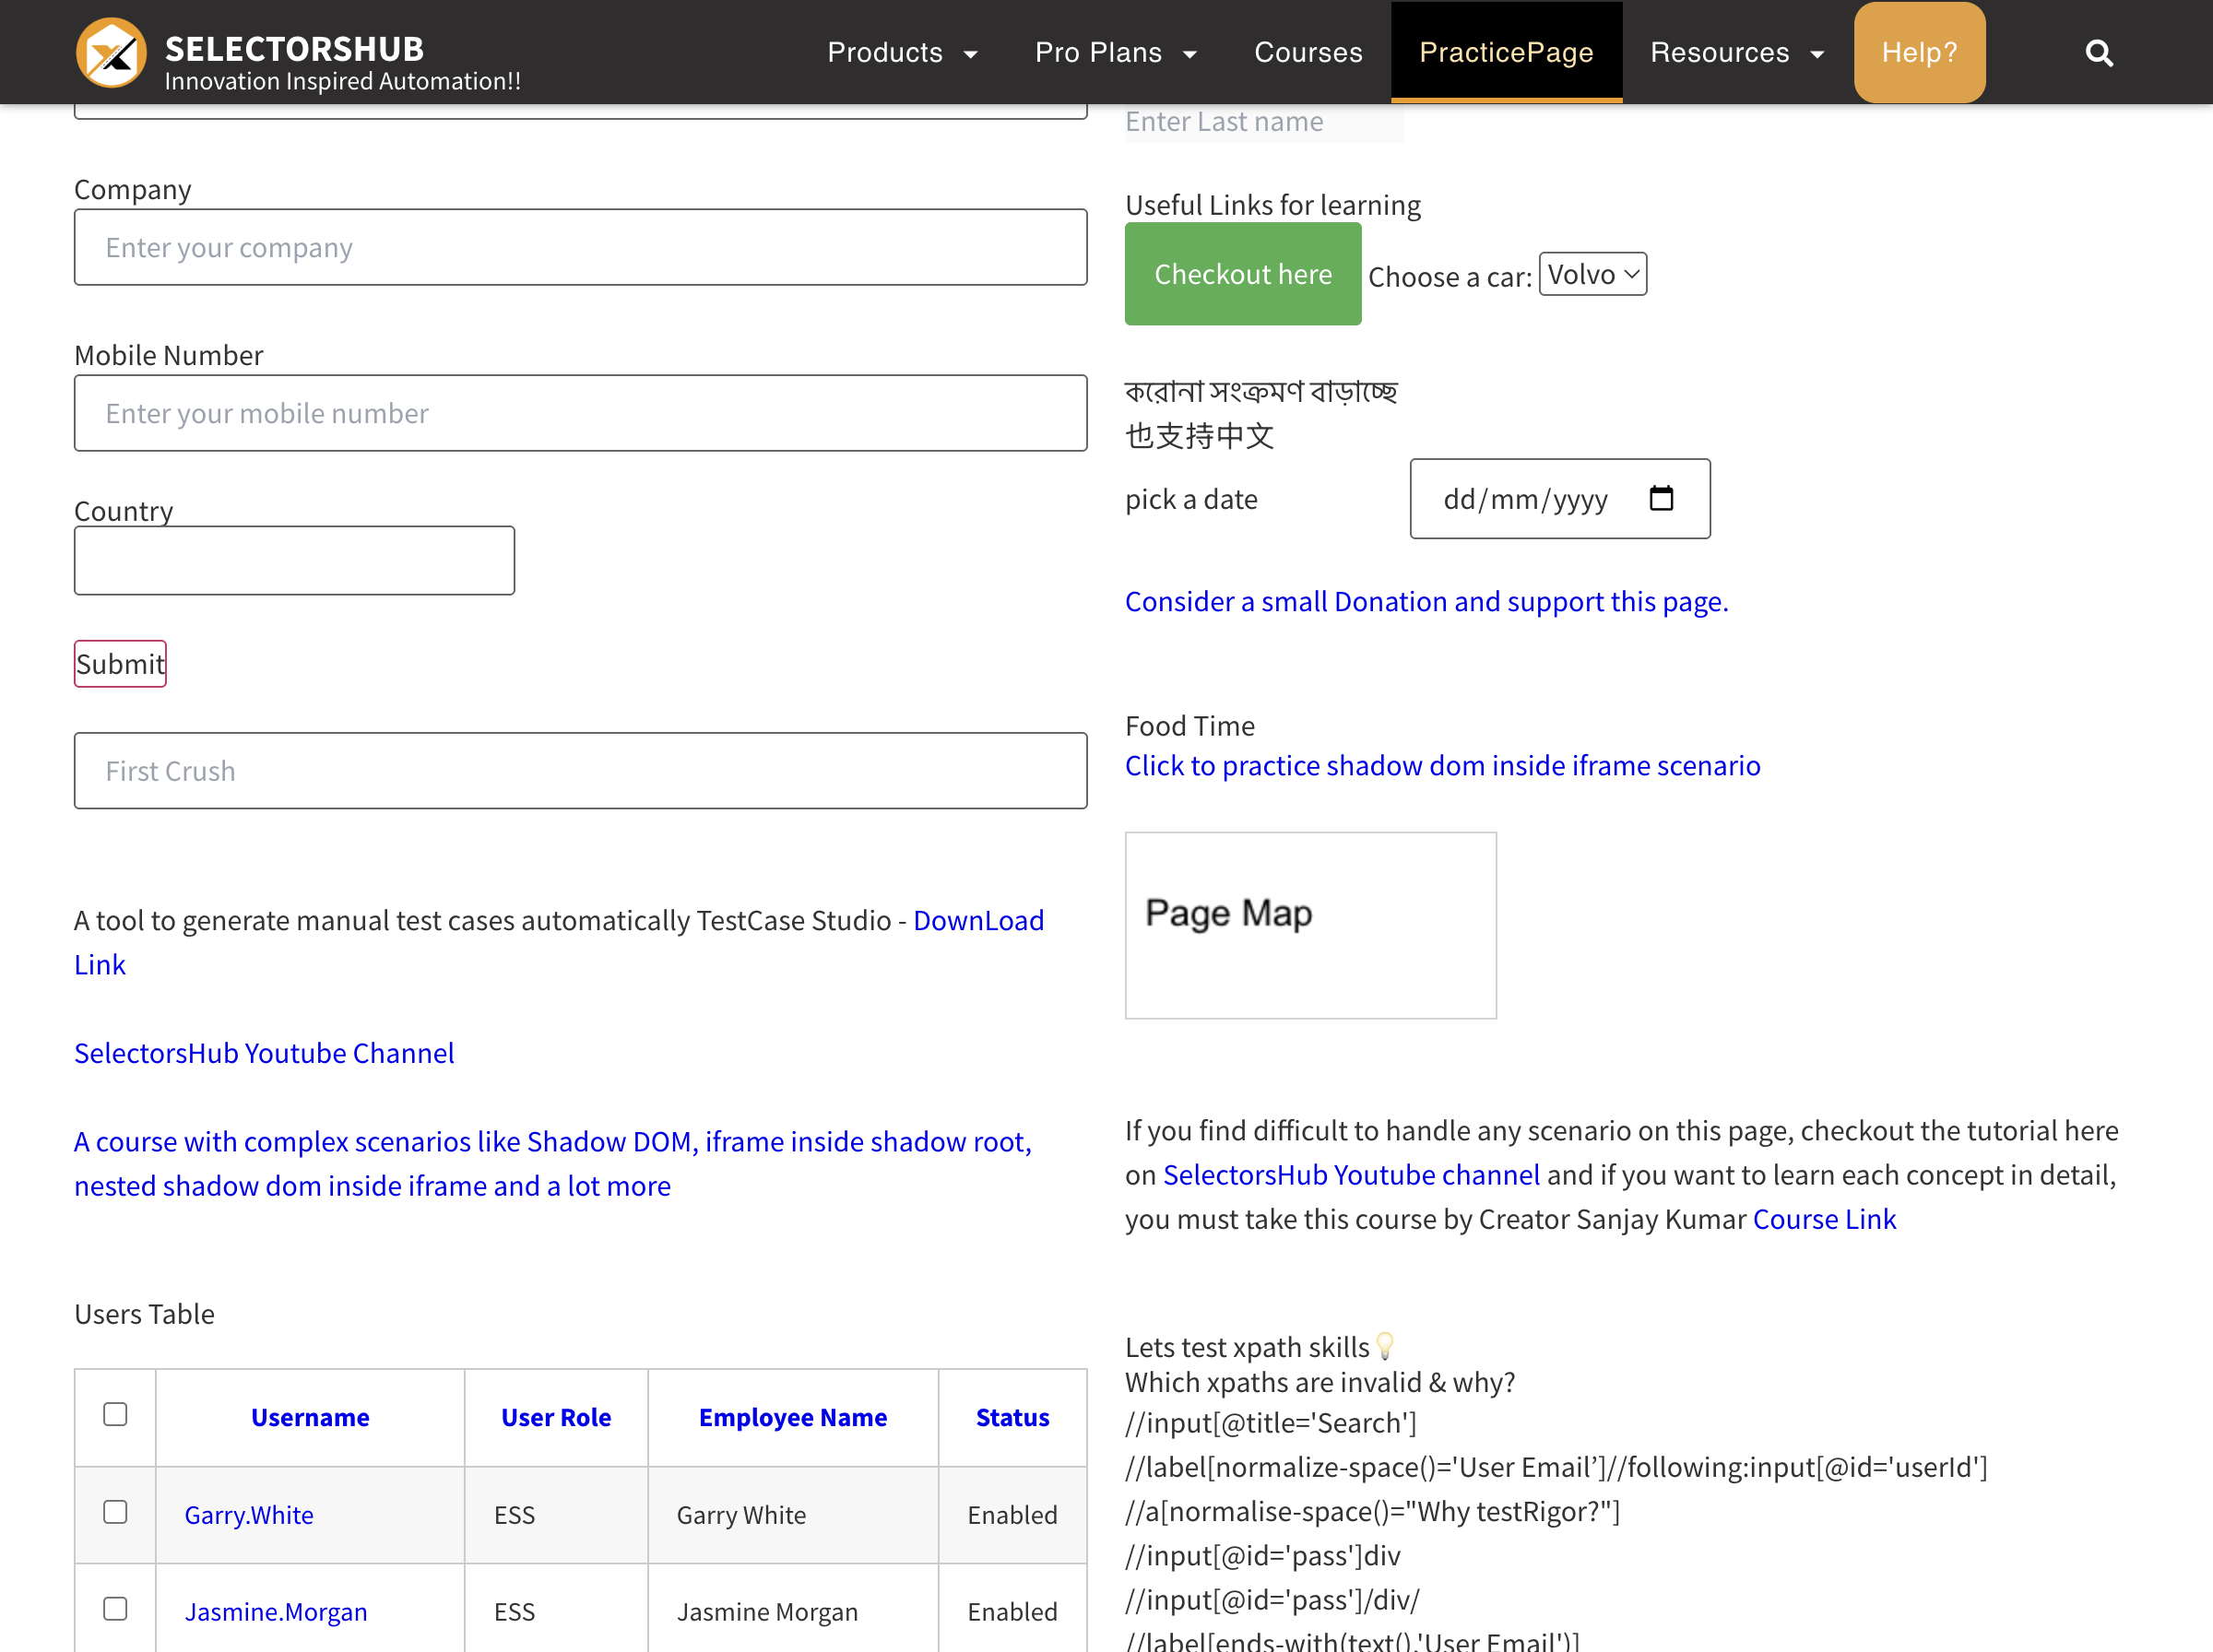 SELECTORSHUB
Innovation Inspired Automation!!
Products
Pro Plans
Courses
PracticePage
Resources
Help?
Company
Enter your company
Mobile Number
Enter your mobile number
Country
Submit
First Crush
A tool to generate manual test cases automatically TestCase Studio - DownLoad
Link
SelectorsHub Youtube Channel
A course with complex scenarios like Shadow DOM, iframe inside shadow root,
nested shadow dom inside iframe and a lot more
Users Table
Username User Role Employee Name Status
Garry.White ESS Garry White Enabled
Jasmine.Morgan ESS Jasmine Morgan Enabled
Enter Last name
Useful Links for learning
Checkout here Choose a car: Volvo
করোনা সংক্রমণ বাড়াচ্ছে
也支持中文
pick a date dd/mm/yyyy
Consider a small Donation and support this page.
Food Time
Click to practice shadow dom inside iframe scenario
Page Map
If you find difficult to handle any scenario on this page, checkout the tutorial here
on SelectorsHub Youtube channel and if you want to learn each concept in detail,
you must take this course by Creator Sanjay Kumar Course Link
Lets test xpath skills💡
Which xpaths are invalid & why?
//input[@title='Search']
//label[normalize-space()='User Email’]//following:input[@id='userId']
//a[normalise-space()="Why testRigor?"]
//input[@id='pass']div
//input[@id='pass']/div/
//label[ends-with(text(),'User Email')]